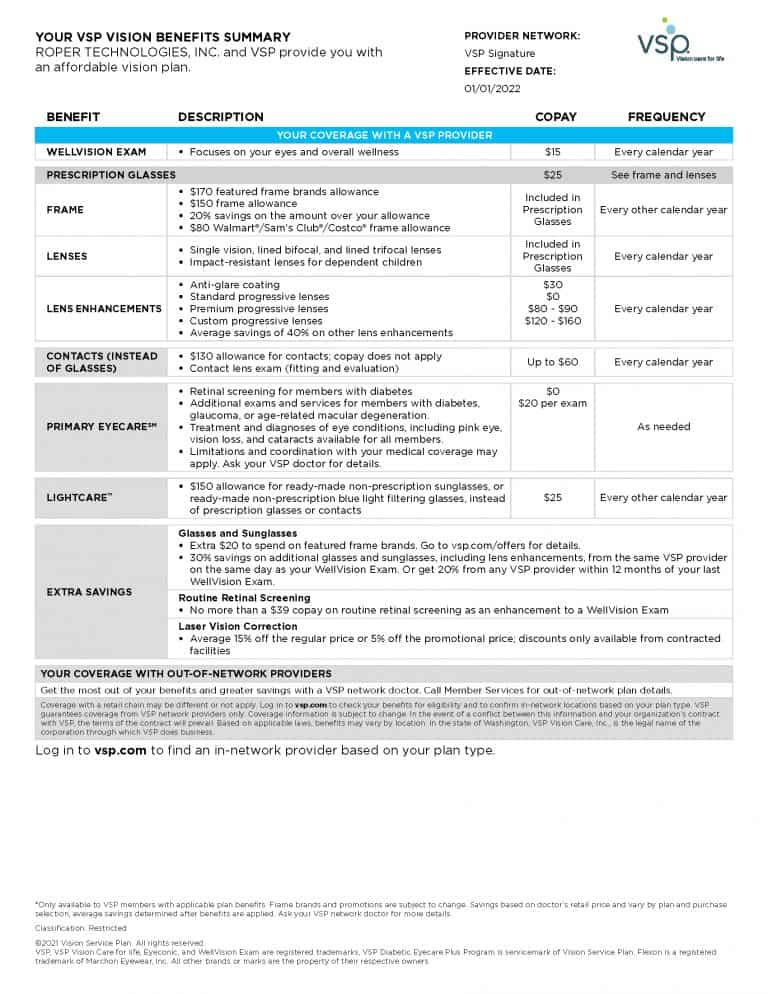 YOUR VSP VISION BENEFITS SUMMARY
ROPER TECHNOLOGIES, INC. and VSP provide you with
an affordable vision plan.
PROVIDER NETWORK:
VSP Signature
EFFECTIVE DATE:
01/01/2022
vsp.
Vision care for life
BENEFIT DESCRIPTION COPAY FREQUENCY
YOUR COVERAGE WITH A VSP PROVIDER
WELLVISION EXAM • Focuses on your eyes and overall wellness $15 Every calendar year
PRESCRIPTION GLASSES $25 See frame and lenses
FRAME
• $170 featured frame brands allowance
• $150 frame allowance
• 20% savings on the amount over your allowance
• $80 Walmart®/Sam's Club®/Costco® frame allowance
Included in
Prescription
Glasses
Every other calendar year
LENSES
• Single vision, lined bifocal, and lined trifocal lenses
• Impact-resistant lenses for dependent children
Included in
Prescription
Glasses
Every calendar year
LENS ENHANCEMENTS
• Anti-glare coating
• Standard progressive lenses
• Premium progressive lenses
• Custom progressive lenses
• Average savings of 40% on other lens enhancements
$30
$0
$80 - $90
$120 - $160
Every calendar year
CONTACTS (INSTEAD
OF GLASSES)
• $130 allowance for contacts; copay does not apply
• Contact lens exam (fitting and evaluation)
Up to $60
Every calendar year
PRIMARY EYECARE℠
• Retinal screening for members with diabetes
• Additional exams and services for members with diabetes,
glaucoma, or age-related macular degeneration.
• Treatment and diagnoses of eye conditions, including pink eye,
vision loss, and cataracts available for all members.
• Limitations and coordination with your medical coverage may
apply. Ask your VSP doctor for details.
$0
$20 per exam
As needed
LIGHTCARE™
• $150 allowance for ready-made non-prescription sunglasses, or
ready-made non-prescription blue light filtering glasses, instead
of prescription glasses or contacts
$25
Every other calendar year
EXTRA SAVINGS
Glasses and Sunglasses
• Extra $20 to spend on featured frame brands. Go to vsp.com/offers for details.
• 30% savings on additional glasses and sunglasses, including lens enhancements, from the same VSP provider
on the same day as your WellVision Exam. Or get 20% from any VSP provider within 12 months of your last
WellVision Exam.
Routine Retinal Screening
• No more than a $39 copay on routine retinal screening as an enhancement to a WellVision Exam
Laser Vision Correction
• Average 15% off the regular price or 5% off the promotional price; discounts only available from contracted
facilities
YOUR COVERAGE WITH OUT-OF-NETWORK PROVIDERS
Get the most out of your benefits and greater savings with a VSP network doctor. Call Member Services for out-of-network plan details.
Coverage with a retail chain may be different or not apply. Log in to vsp.com to check your benefits for eligibility and to confirm in-network locations based on your plan type. VSP
guarantees coverage from VSP network providers only. Coverage information is subject to change. In the event of a conflict between this information and your organization's contract
with VSP, the terms of the contract will prevail. Based on applicable laws, benefits may vary by location. In the state of Washington, VSP Vision Care, Inc., is the legal name of the
corporation through which VSP does business.
Log in to vsp.com to find an in-network provider based on your plan type.
*Only available to VSP members with applicable plan benefits. Frame brands and promotions are subject to change. Savings based on doctor's retail price and vary by plan and purchase
selection; average savings determined after benefits are applied. Ask your VSP network doctor for more details.
Classification: Restricted
©2021 Vision Service Plan. All rights reserved.
VSP, VSP Vision Care for life, Eyeconic, and WellVision Exam are registered trademarks, VSP Diabetic Eyecare Plus Program is servicemark of Vision Service Plan. Flexon is a registered
trademark of Marchon Eyewear, Inc. All other brands or marks are the property of their respective owners.